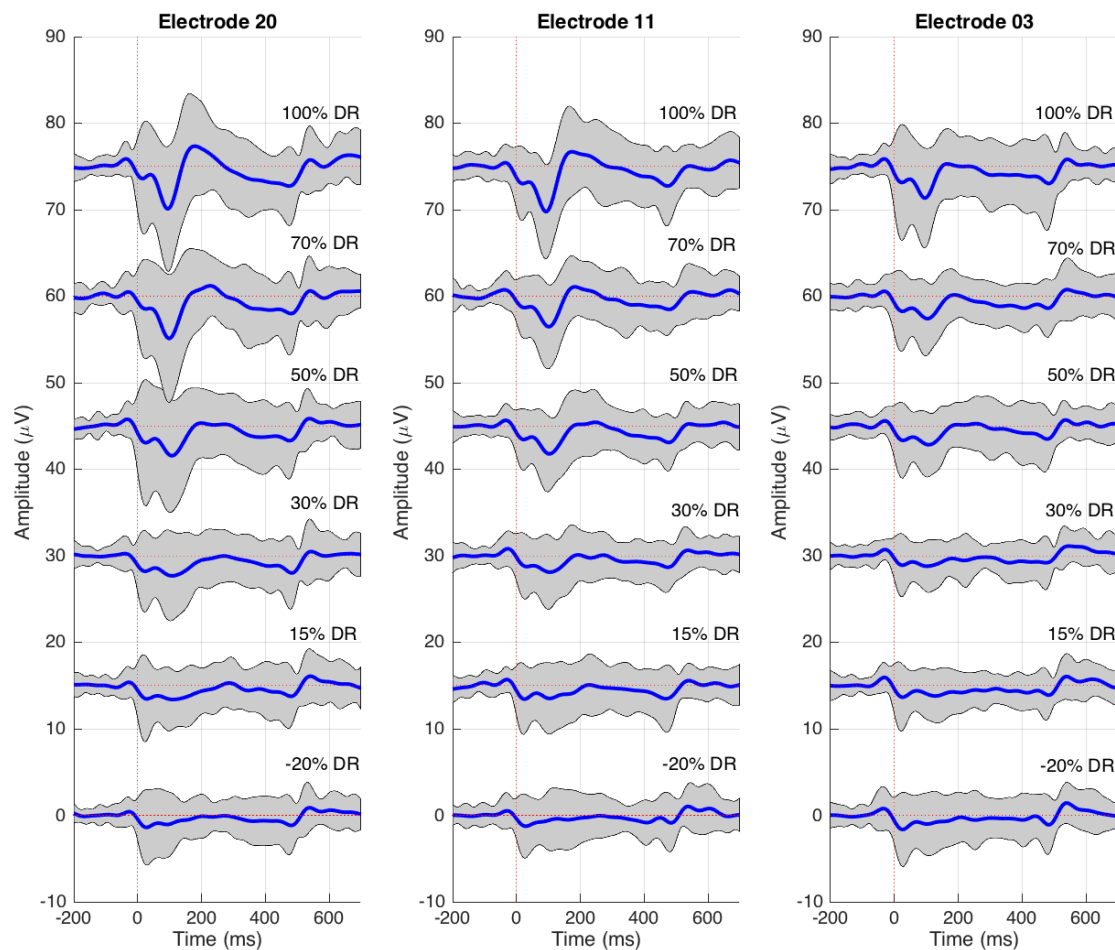 Electrode 20
90
80
70
60
50
40
30
20
10
0
-10
Amplitude (μV)
100% DR
70% DR
50% DR
30% DR
15% DR
-20% DR
-200 0 200 400 600
Time (ms)
Electrode 11
90
80
70
60
50
40
30
20
10
0
-10
Amplitude (μV)
100% DR
70% DR
50% DR
30% DR
15% DR
-20% DR
-200 0 200 400 600
Time (ms)
Electrode 03
90
80
70
60
50
40
30
20
10
0
-10
Amplitude (μV)
100% DR
70% DR
50% DR
30% DR
15% DR
-20% DR
-200 0 200 400 600
Time (ms)